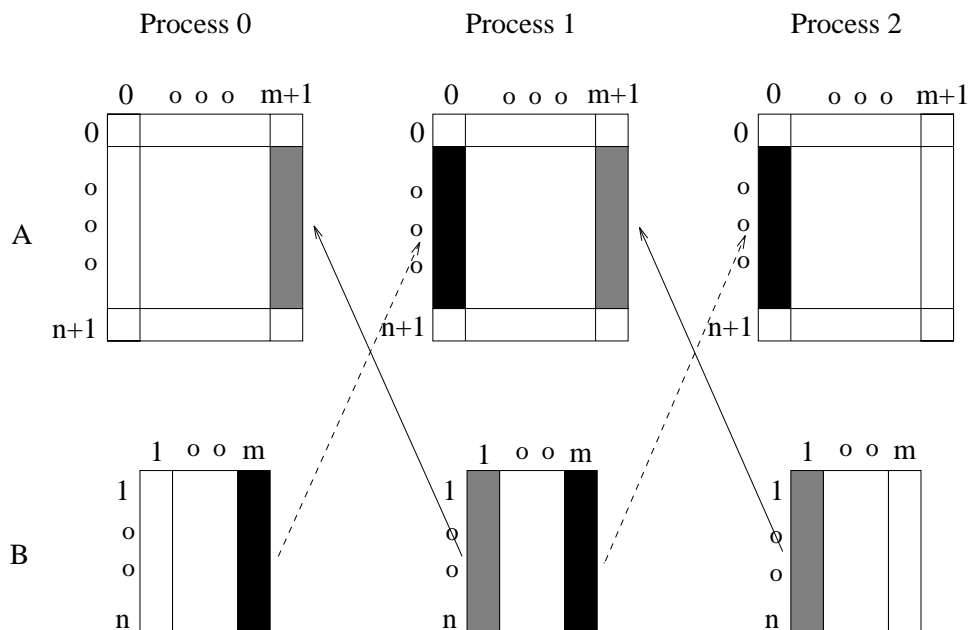 Process 0 Process 1 Process 2
0 o o o m+1 0 o o o m+1 0 o o o m+1
0 0 0
o o o
o o o
A
o o o
n+1 n+1 n+1
1 o o m 1 o o m 1 o o m
1 1 1
o o o
B
o o o
n n n